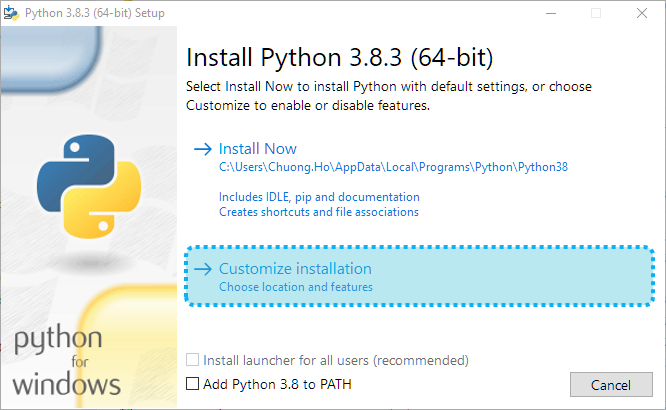 Python 3.8.3 (64-bit) Setup
Install Python 3.8.3 (64-bit)
Select Install Now to install Python with default settings, or choose
Customize to enable or disable features.
Install Now
C:\Users\Chuong.Ho\AppData\Local\Programs\Python\Python38
Includes IDLE, pip and documentation
Creates shortcuts and file associations
Customize installation
Choose location and features
python
for
windows
Install launcher for all users (recommended)
Add Python 3.8 to PATH
Cancel